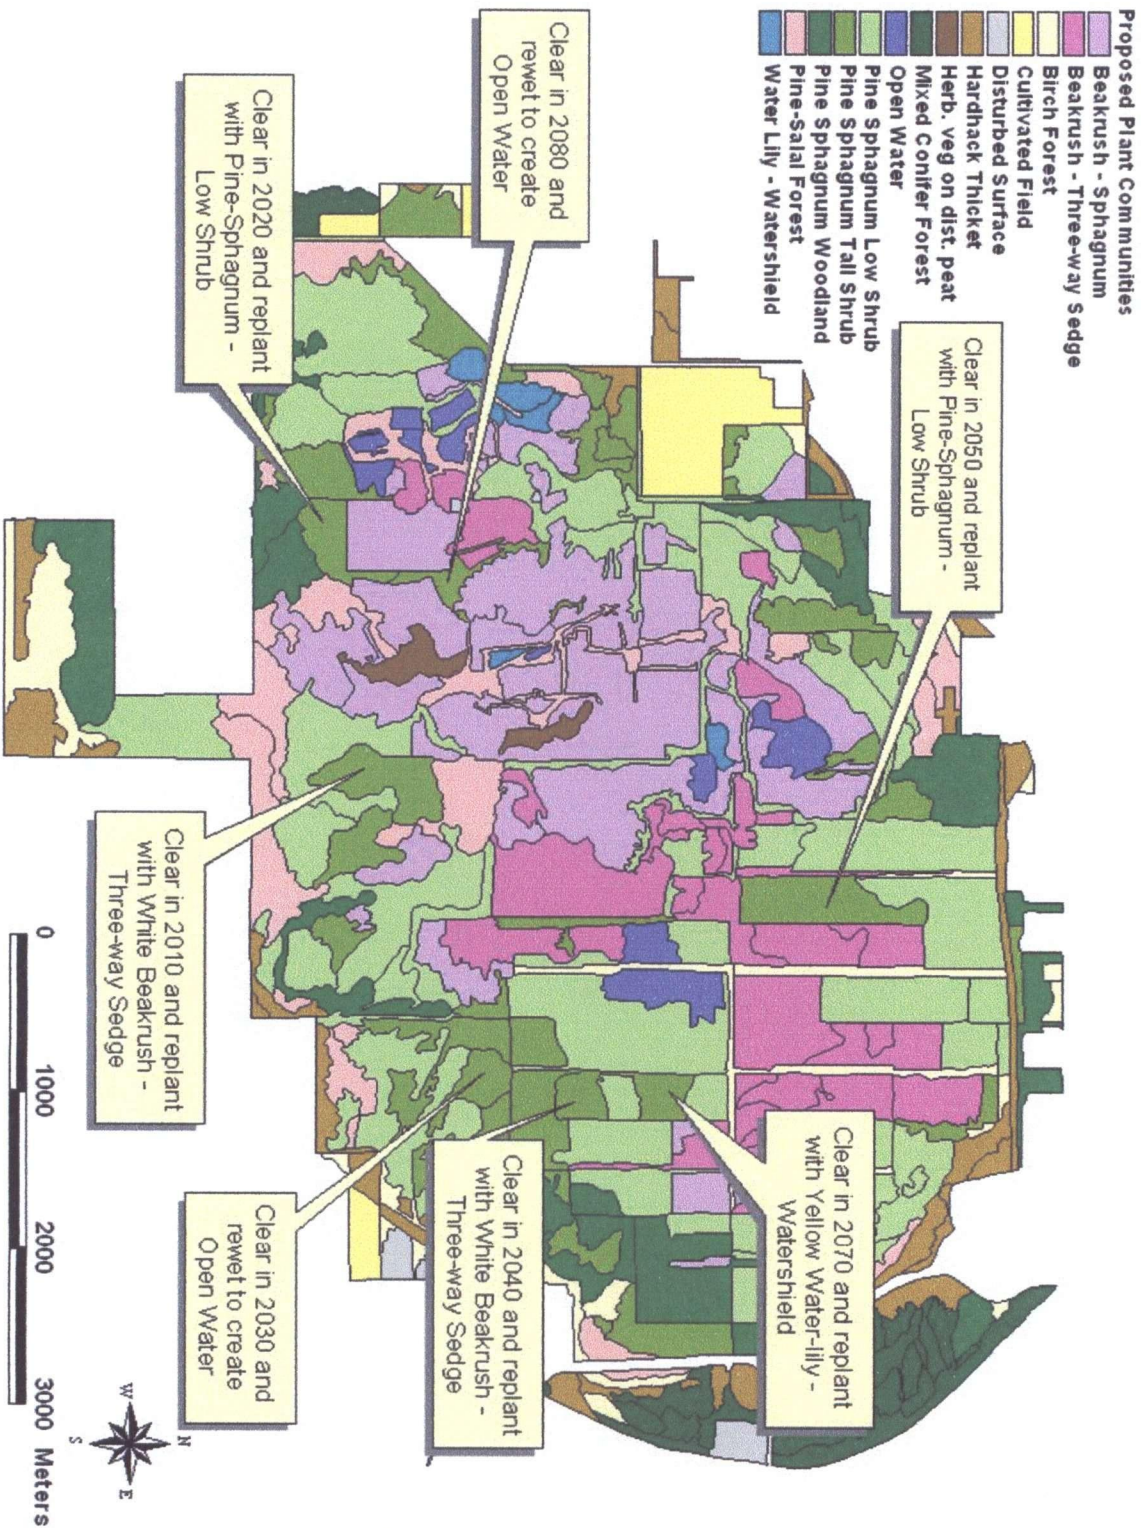 Proposed Plant Communities
Beakrush - Sphagnum
Beakrush - Three-way Sedge
Birch Forest
Cultivated Field
Disturbed Surface
Hardhack Thicket
Herb. veg on dist. peat
Mixed Conifer Forest
Open Water
Pine Sphagnum Low Shrub
Pine Sphagnum Tall Shrub
Pine Sphagnum Woodland
Pine-Salal Forest
Water Lily - Watershield
Clear in 2050 and replant
with Pine-Sphagnum -
Low Shrub
Clear in 2080 and
rewet to create
Open Water
Clear in 2020 and replant
with Pine-Sphagnum -
Low Shrub
Clear in 2070 and replant
with Yellow Water-lily -
Watershield
Clear in 2040 and replant
with White Beakrush -
Three-way Sedge
Clear in 2030 and
rewet to create
Open Water
Clear in 2010 and replant
with White Beakrush -
Three-way Sedge
0 1000 2000 3000 Meters
N
W
E
S